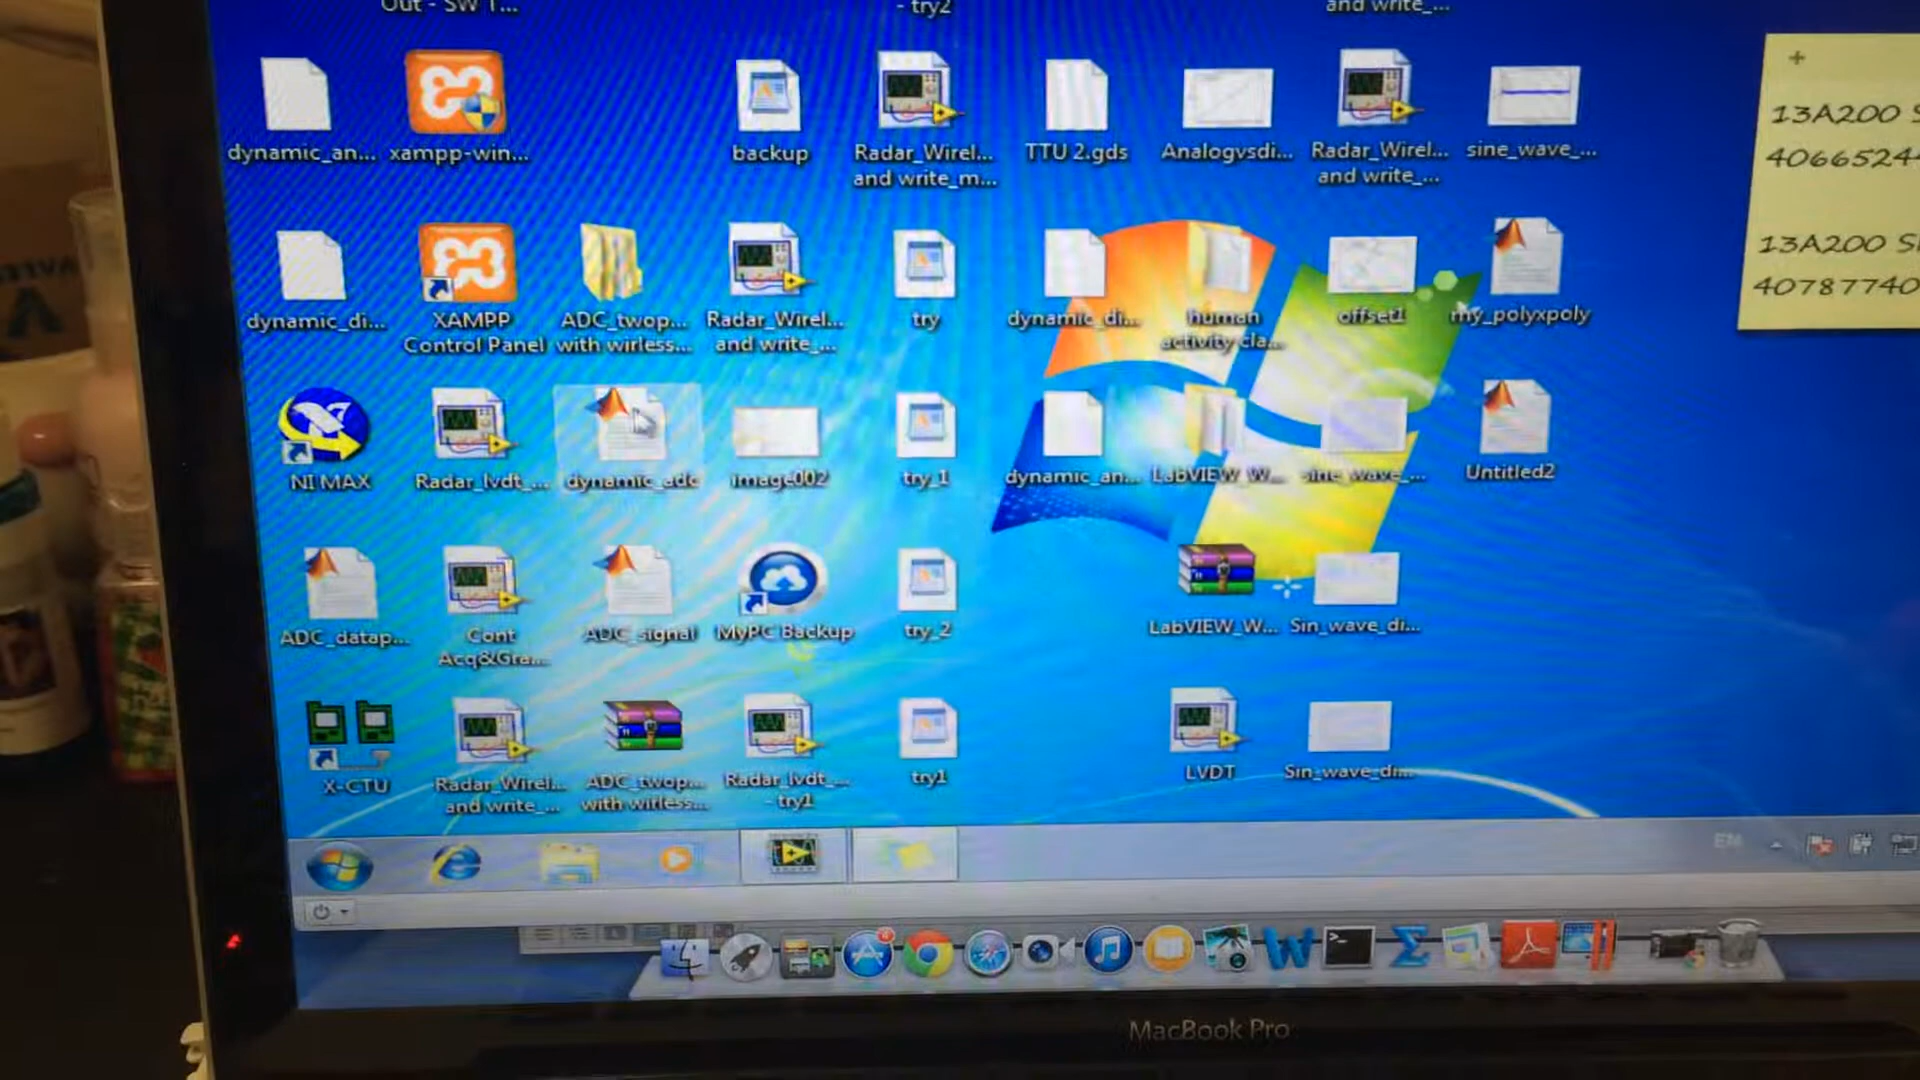 Out - SW T...
- try2
and write_...
dynamic_an...
xampp-win...
backup
Radar_Wirel...
and write_m...
TTU 2.gds
Analogvsdi...
Radar_Wirel...
and write_...
sine_wave_...
+
13A200 S
4066524
13A200 S
40787740
dynamic_di...
XAMPP
Control Panel
ADC_twop...
with wirless...
Radar_Wirel...
and write_...
try
dynamic_di...
human
activity cla...
offset1
my_polyxpoly
NI MAX
Radar_lvdt_...
dynamic_adc
image002
try_1
dynamic_an...
LabVIEW_W...
sine_wave_...
Untitled2
ADC_datap...
Cont
Acq&Gra...
ADC_signal
MyPC Backup
try_2
LabVIEW_W...
Sin_wave_di...
X-CTU
Radar_Wirel...
and write_...
ADC_twop...
with wirless...
Radar_lvdt_...
- try1
try1
LVDT
Sin_wave_di...
EN
MacBook Pro